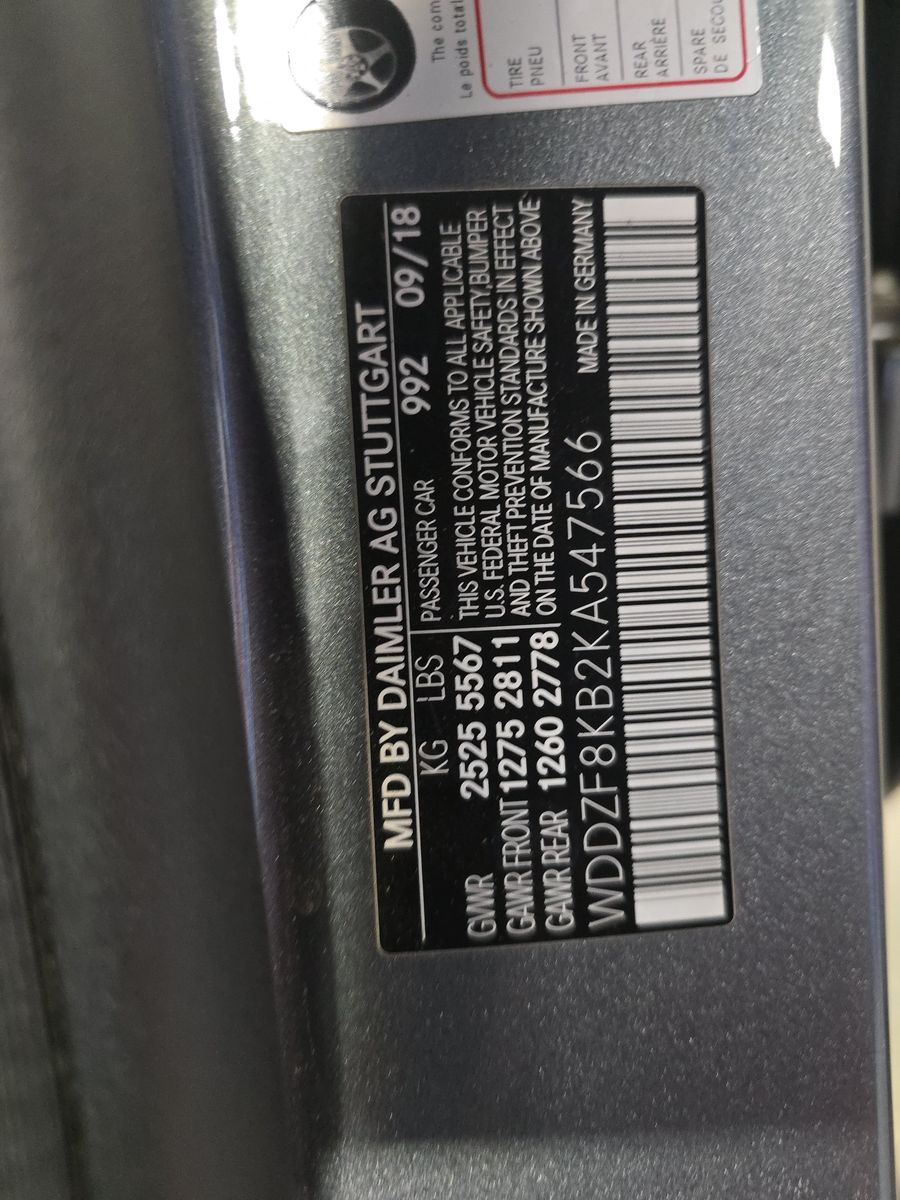 The com
Le poids total
TIRE
PNEU
FRONT
AVANT
REAR
ARRIÈRE
SPARE
DE SECOU
MFD BY DAIMLER AG STUTTGART
KG LBS PASSENGER CAR 992 09/18
GVWR 2525 5567
GAWR FRONT 1275 2811
GAWR REAR 1260 2778
THIS VEHICLE CONFORMS TO ALL APPLICABLE
U.S. FEDERAL MOTOR VEHICLE SAFETY,BUMPER
AND THEFT PREVENTION STANDARDS IN EFFECT
ON THE DATE OF MANUFACTURE SHOWN ABOVE
WDDZF8KB2KA547566 MADE IN GERMANY